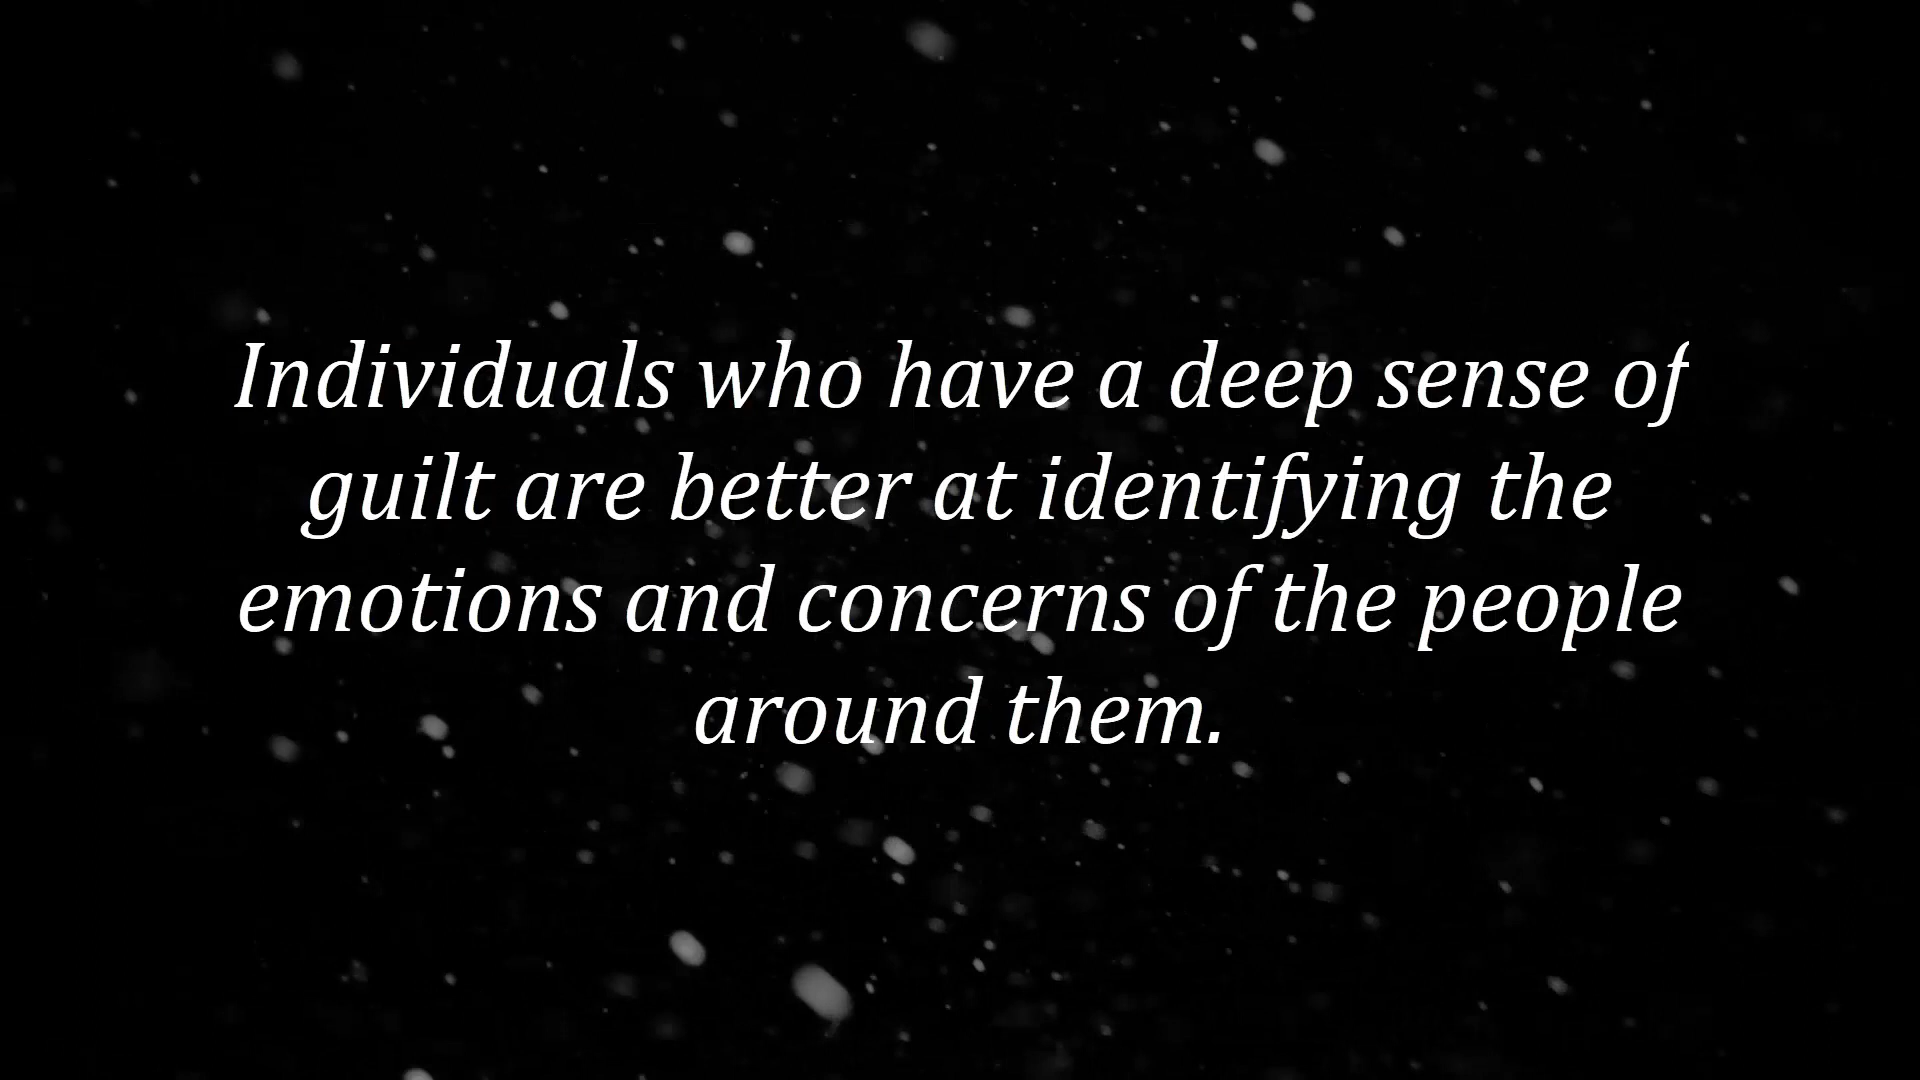 Individuals who have a deep sense of
guilt are better at identifying the
emotions and concerns of the people
around them.